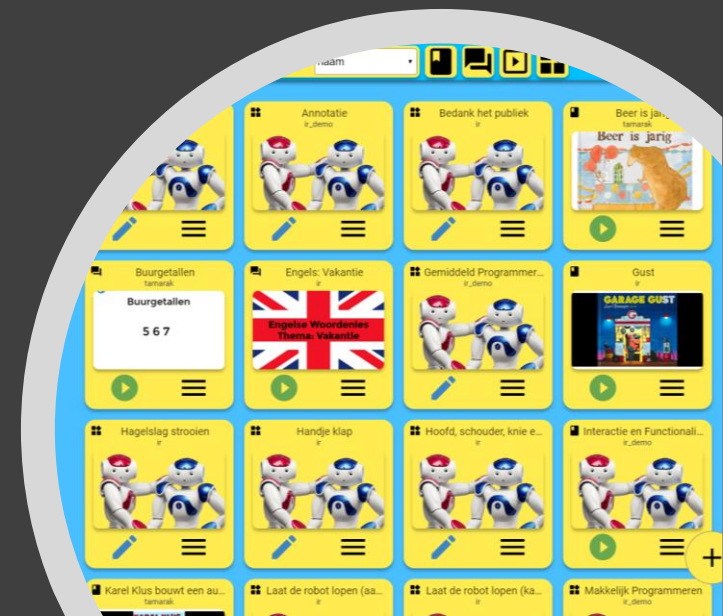 naam
Annotatie
ir_demo
Bedank het publiek
ir
Beer is jarig
tamarak
Beer is jarig
Buurgetallen
tamarak
Buurgetallen
5 6 7
Engels: Vakantie
ir
Engelse Woordenles
Thema: Vakantie
Gemiddeld Programmer...
ir_demo
Gust
ir
GARAGE GUST
Hagelslag strooien
ir
Handje klap
ir
Hoofd, schouder, knie e...
ir
Interactie en Functionali...
ir_demo
Karel Klus bouwt een au...
tamarak
Laat de robot lopen (aa...
ir
Laat de robot lopen (ka...
ir
Makkelijk Programmeren
ir_demo